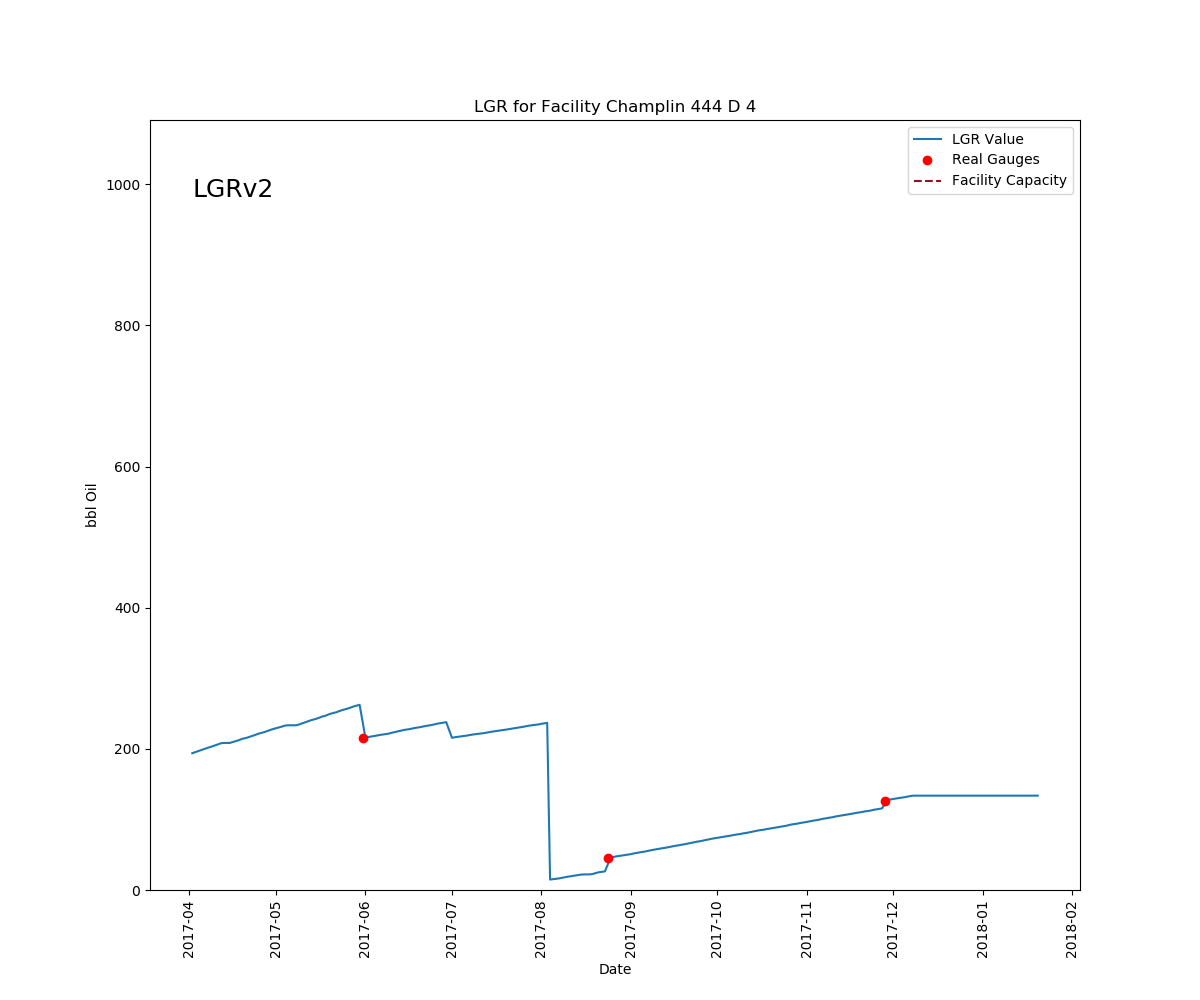 LGR for Facility Champlin 444 D 4
LGRv2
LGR Value
Real Gauges
Facility Capacity
1000
800
600
400
200
0
bbl Oil
2017-04
2017-05
2017-06
2017-07
2017-08
2017-09
2017-10
2017-11
2017-12
2018-01
2018-02
Date